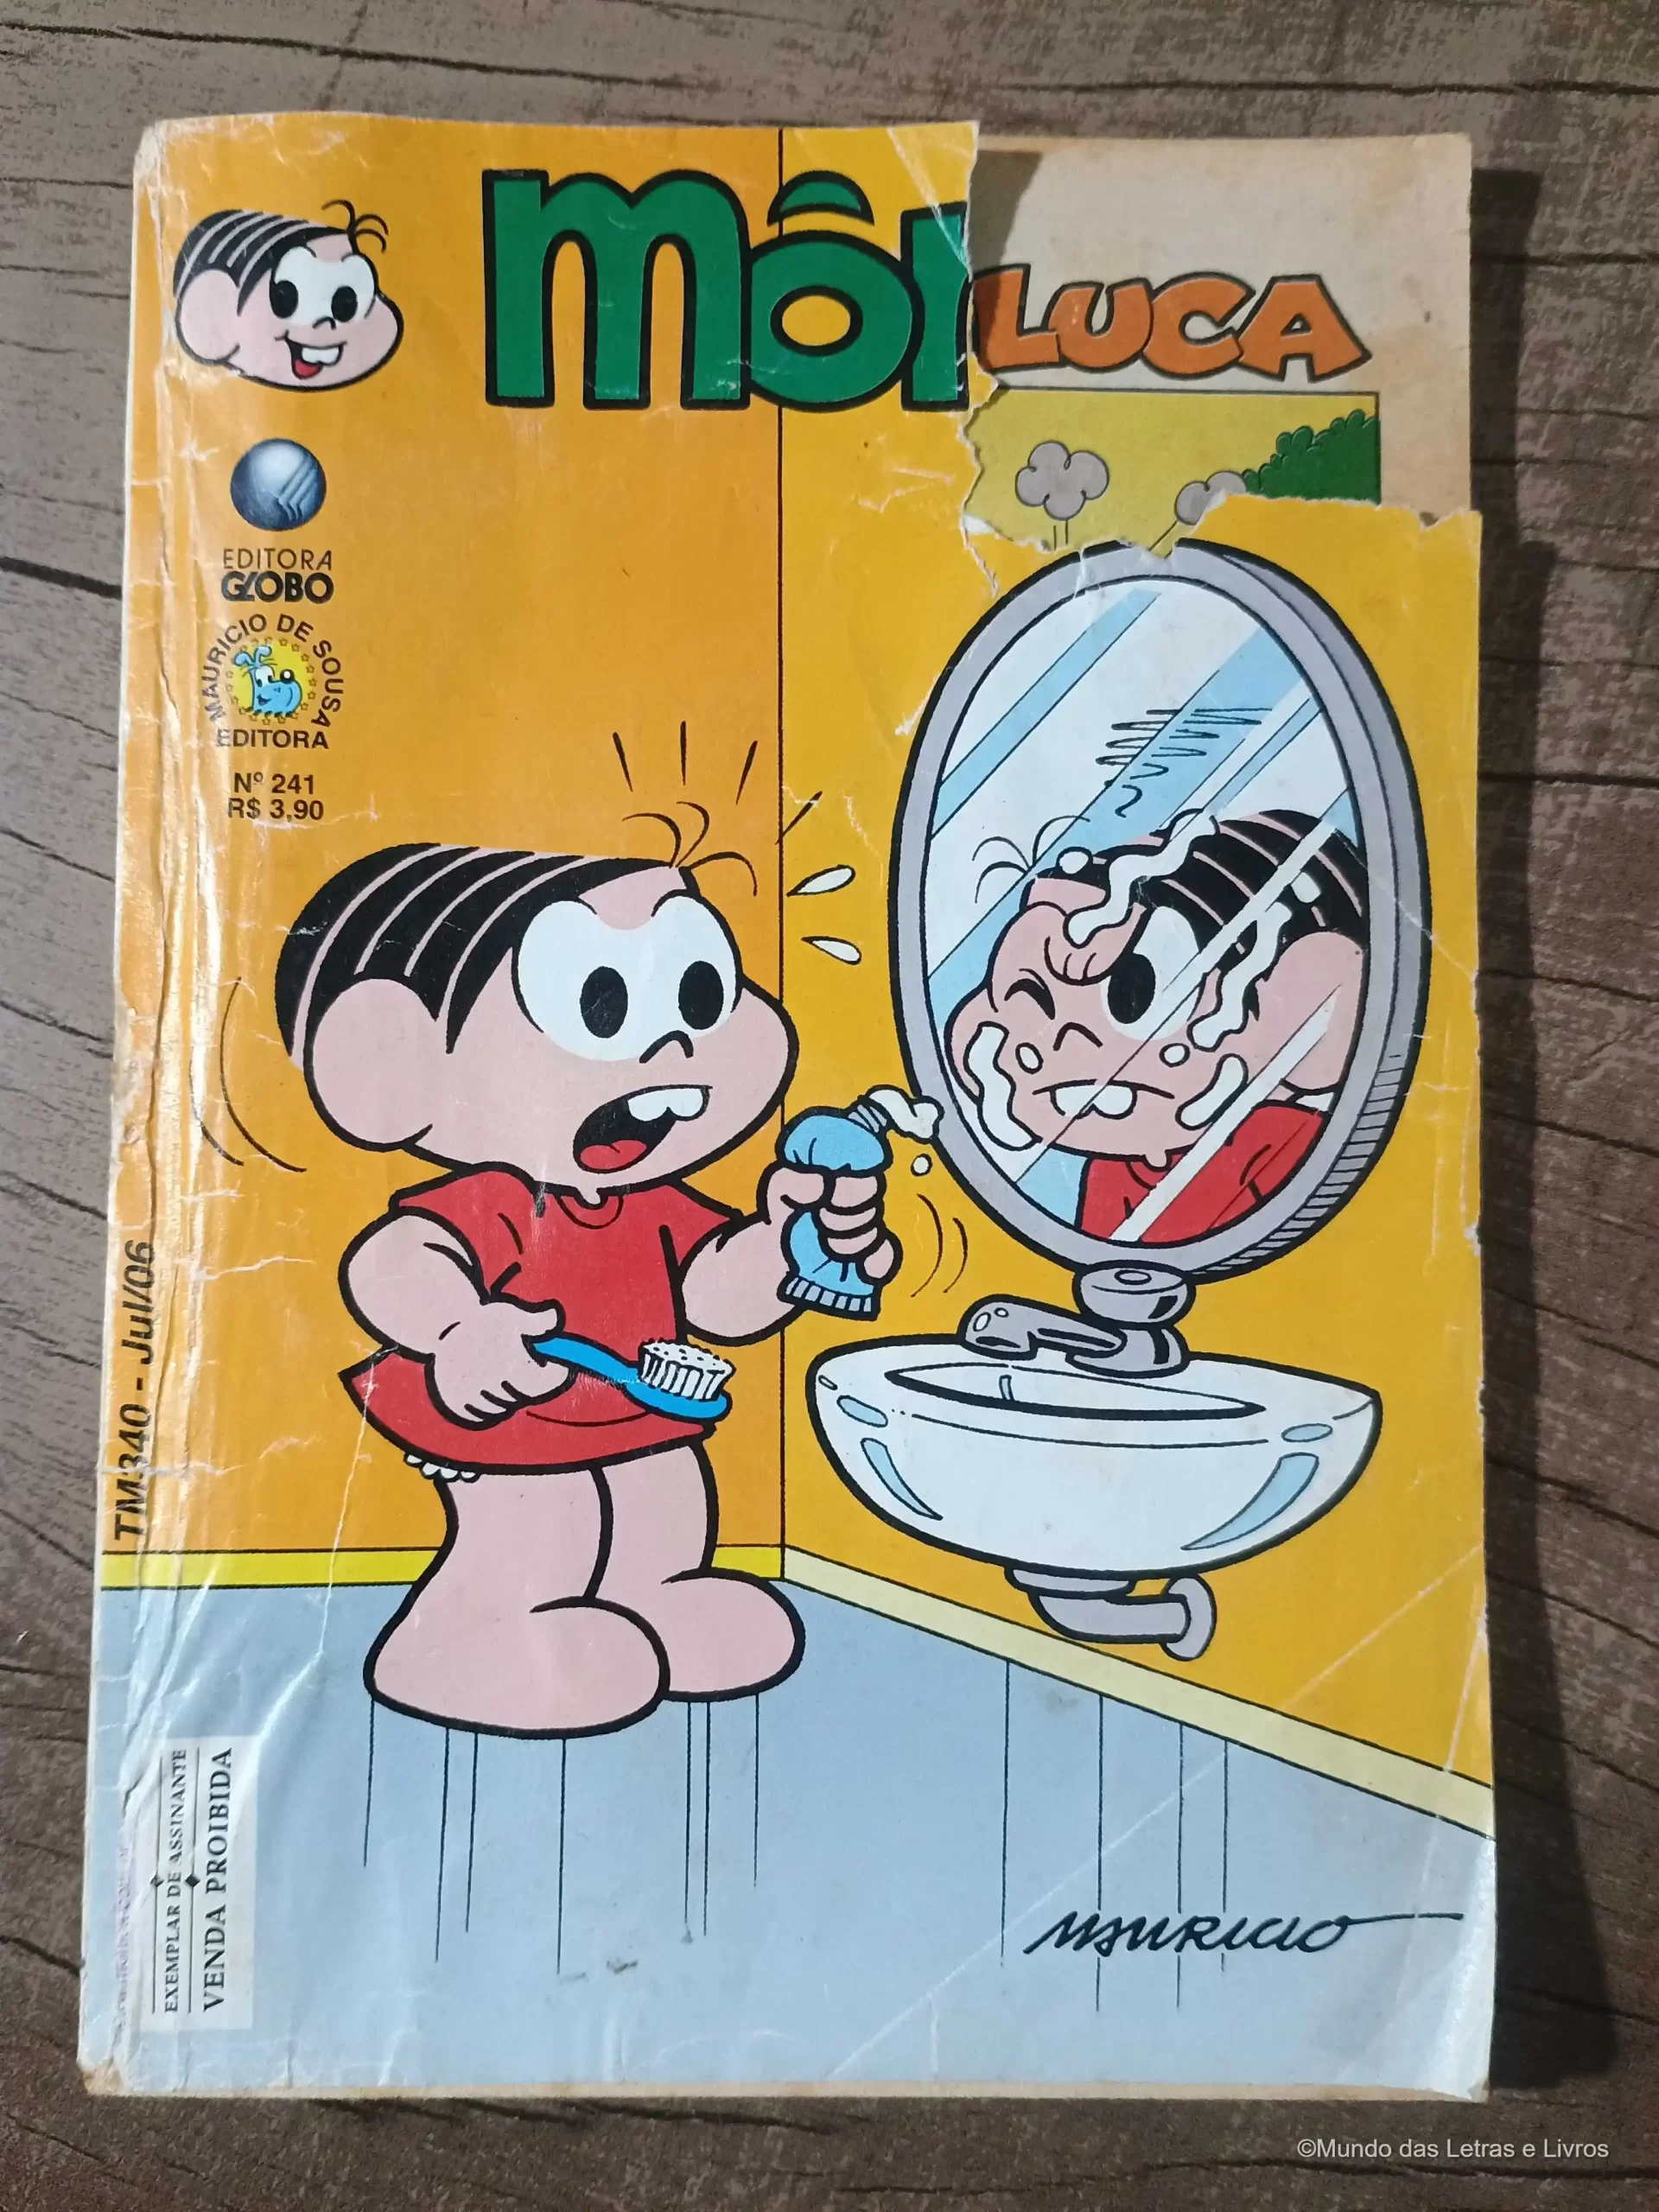 MÔ
LUCA
EDITORA
GLOBO
MAURICIO DE SOUSA
EDITORA
Nº 241
R$ 3,90
TM340 - Jul/06
EXEMPLAR DE ASSINANTE
VENDA PROIBIDA
MAURICIO
©Mundo das Letras e Livros